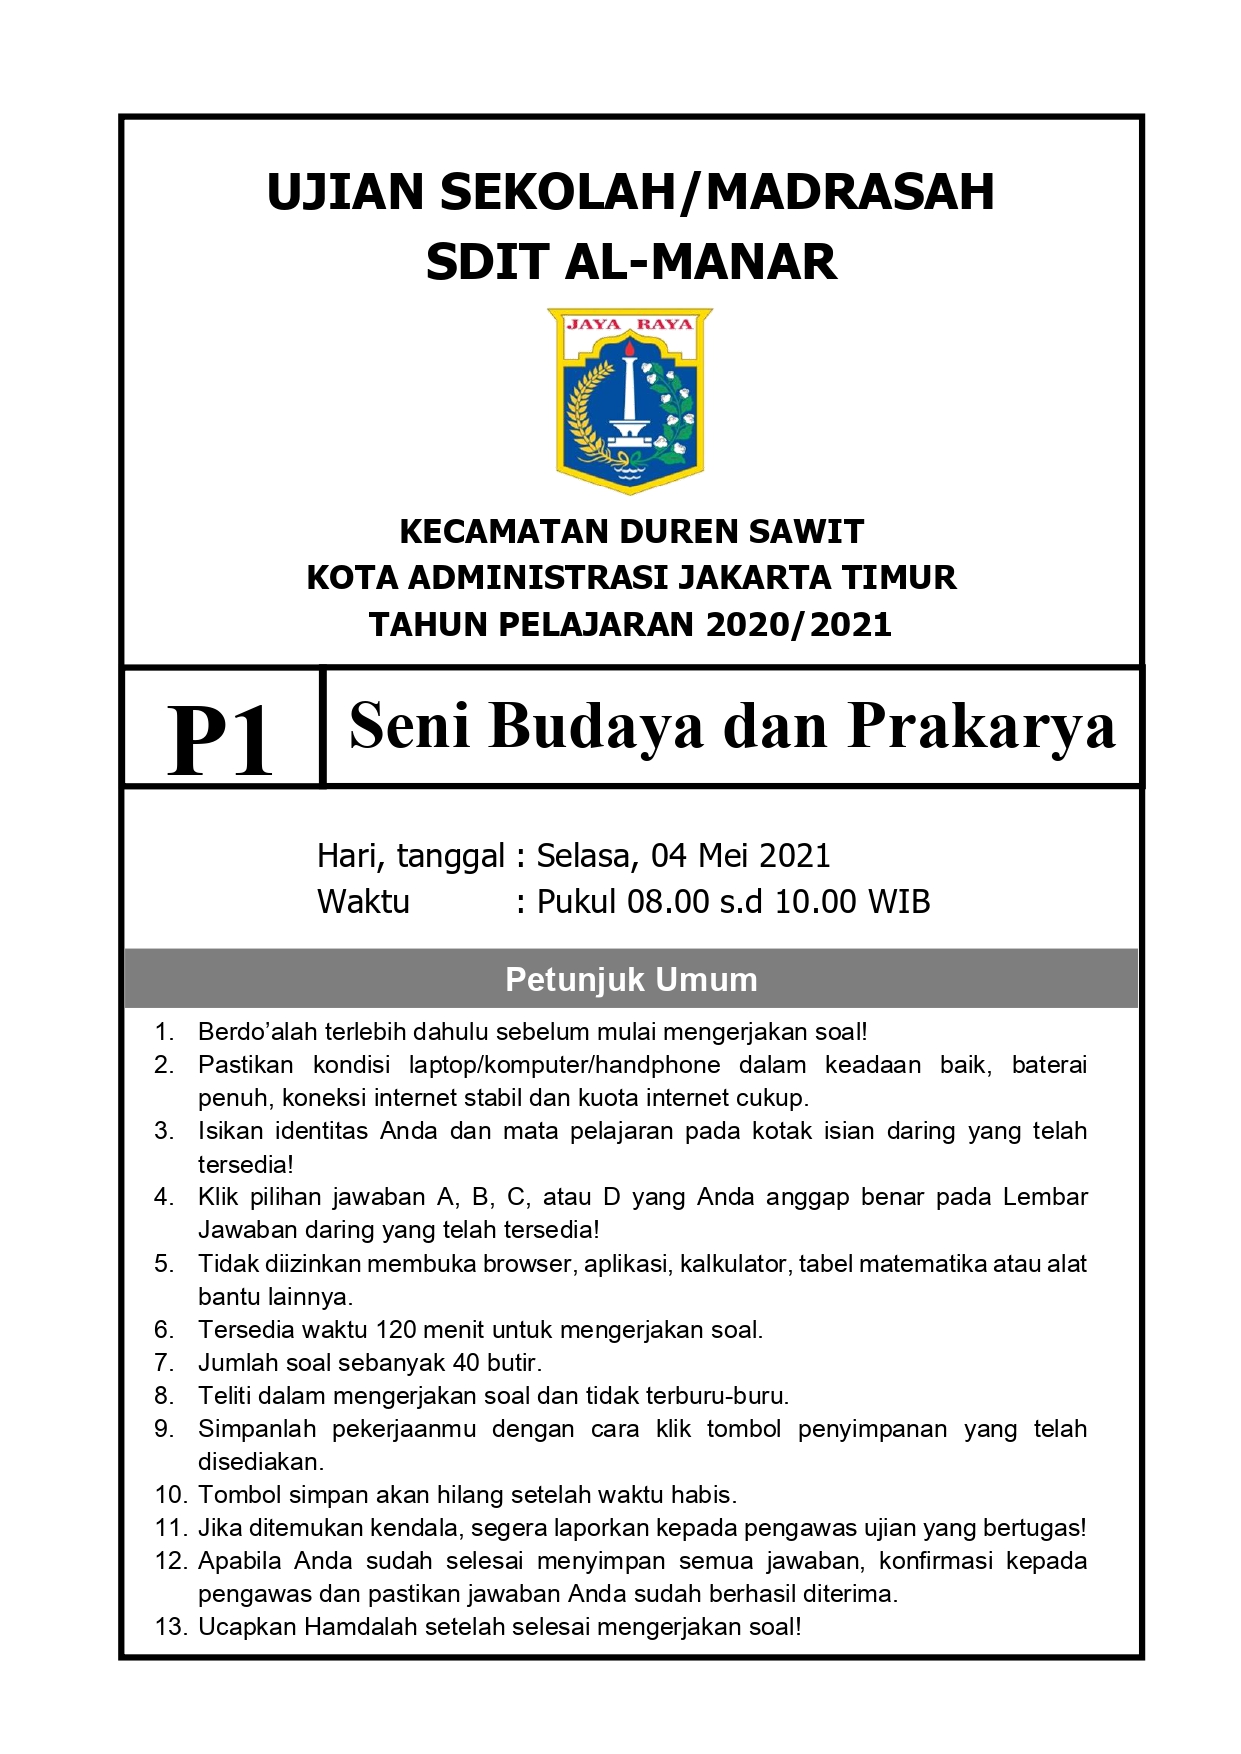 UJIAN SEKOLAH/MADRASAH
SDIT AL-MANAR
JAYA RAYA
KECAMATAN DUREN SAWIT
KOTA ADMINISTRASI JAKARTA TIMUR
TAHUN PELAJARAN 2020/2021
P1
Seni Budaya dan Prakarya
Hari, tanggal : Selasa, 04 Mei 2021
Waktu : Pukul 08.00 s.d 10.00 WIB
Petunjuk Umum
1. Berdo’alah terlebih dahulu sebelum mulai mengerjakan soal!
2. Pastikan kondisi laptop/komputer/handphone dalam keadaan baik, baterai
penuh, koneksi internet stabil dan kuota internet cukup.
3. Isikan identitas Anda dan mata pelajaran pada kotak isian daring yang telah
tersedia!
4. Klik pilihan jawaban A, B, C, atau D yang Anda anggap benar pada Lembar
Jawaban daring yang telah tersedia!
5. Tidak diizinkan membuka browser, aplikasi, kalkulator, tabel matematika atau alat
bantu lainnya.
6. Tersedia waktu 120 menit untuk mengerjakan soal.
7. Jumlah soal sebanyak 40 butir.
8. Teliti dalam mengerjakan soal dan tidak terburu-buru.
9. Simpanlah pekerjaanmu dengan cara klik tombol penyimpanan yang telah
disediakan.
10. Tombol simpan akan hilang setelah waktu habis.
11. Jika ditemukan kendala, segera laporkan kepada pengawas ujian yang bertugas!
12. Apabila Anda sudah selesai menyimpan semua jawaban, konfirmasi kepada
pengawas dan pastikan jawaban Anda sudah berhasil diterima.
13. Ucapkan Hamdalah setelah selesai mengerjakan soal!